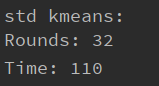 std kmeans:
Rounds: 32
Time: 110